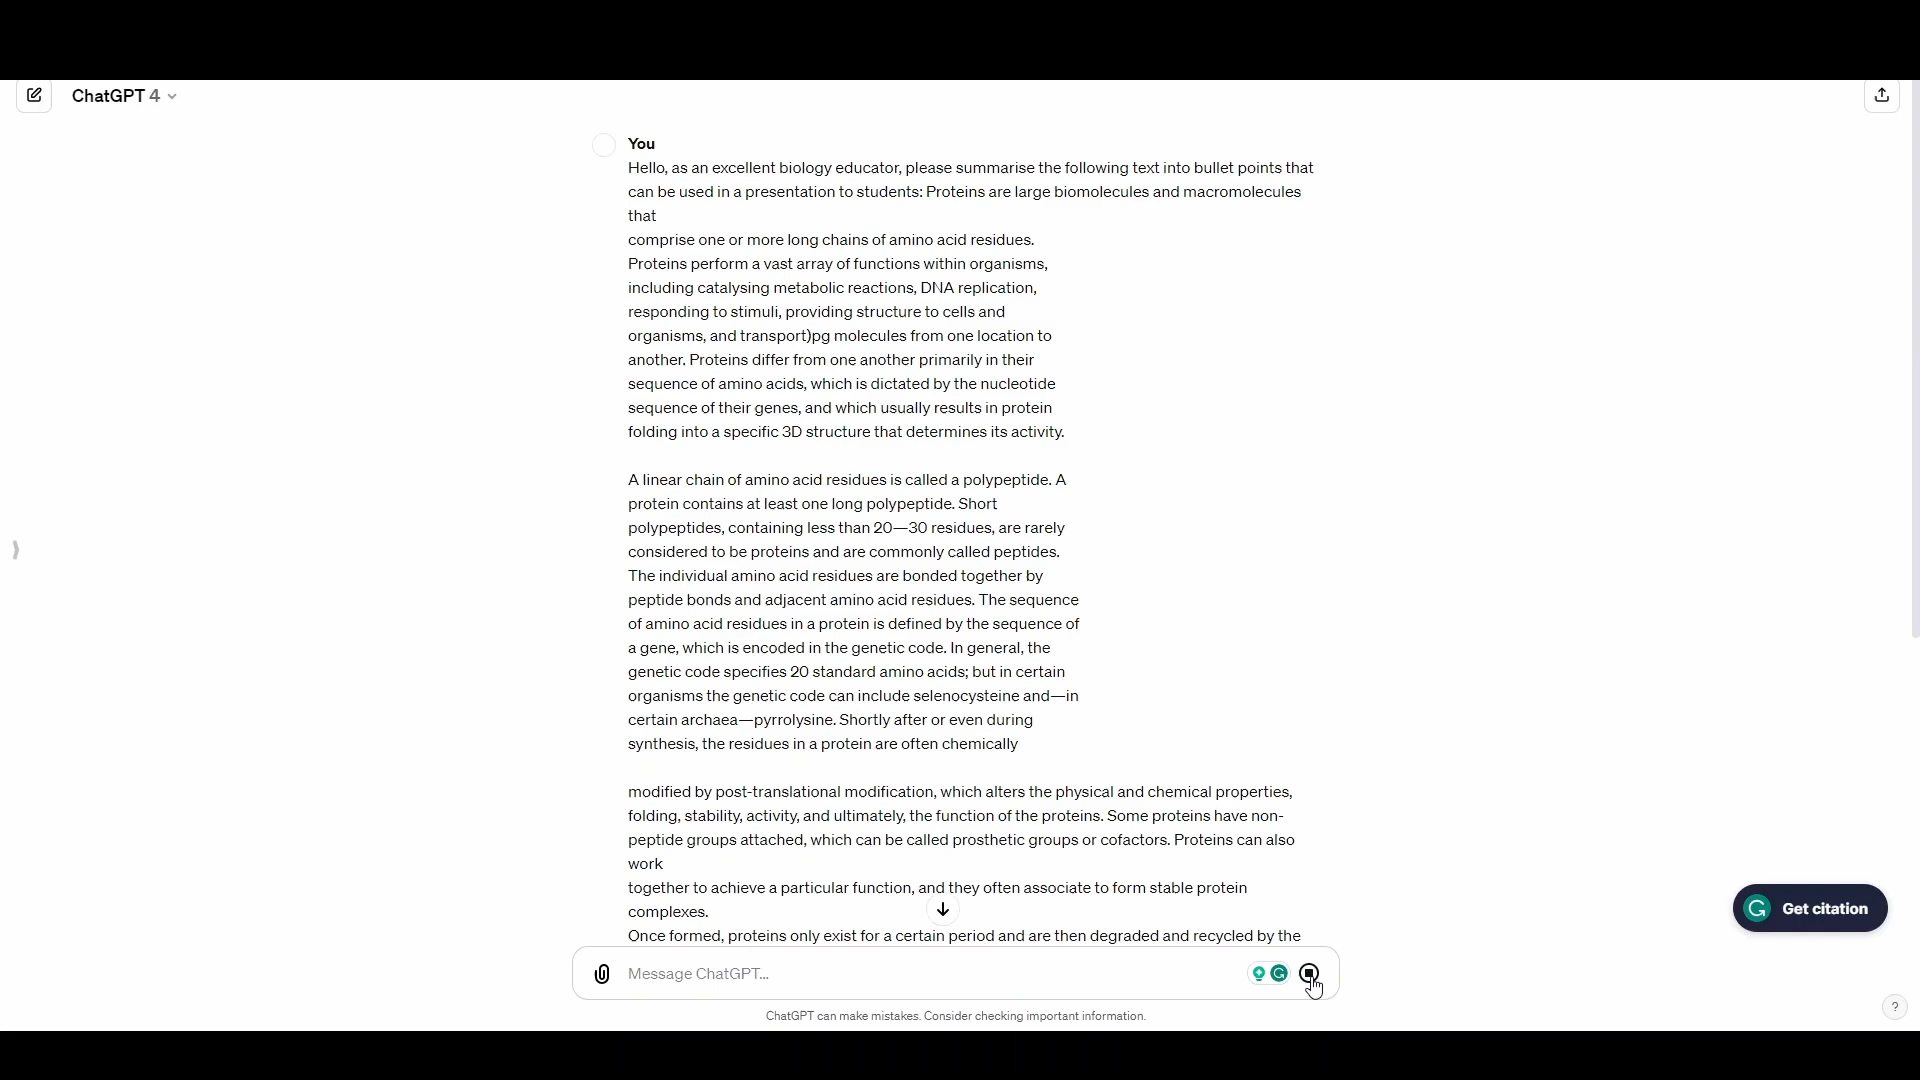 ChatGPT 4
You
Hello, as an excellent biology educator, please summarise the following text into bullet points that
can be used in a presentation to students: Proteins are large biomolecules and macromolecules
that
comprise one or more long chains of amino acid residues.
Proteins perform a vast array of functions within organisms,
including catalysing metabolic reactions, DNA replication,
responding to stimuli, providing structure to cells and
organisms, and transport)pg molecules from one location to
another. Proteins differ from one another primarily in their
sequence of amino acids, which is dictated by the nucleotide
sequence of their genes, and which usually results in protein
folding into a specific 3D structure that determines its activity.
A linear chain of amino acid residues is called a polypeptide. A
protein contains at least one long polypeptide. Short
polypeptides, containing less than 20—30 residues, are rarely
considered to be proteins and are commonly called peptides.
The individual amino acid residues are bonded together by
peptide bonds and adjacent amino acid residues. The sequence
of amino acid residues in a protein is defined by the sequence of
a gene, which is encoded in the genetic code. In general, the
genetic code specifies 20 standard amino acids; but in certain
organisms the genetic code can include selenocysteine and—in
certain archaea—pyrrolysine. Shortly after or even during
synthesis, the residues in a protein are often chemically
modified by post-translational modification, which alters the physical and chemical properties,
folding, stability, activity, and ultimately, the function of the proteins. Some proteins have non-
peptide groups attached, which can be called prosthetic groups or cofactors. Proteins can also
work
together to achieve a particular function, and they often associate to form stable protein
complexes.
Once formed, proteins only exist for a certain period and are then degraded and recycled by the
Get citation
Message ChatGPT...
ChatGPT can make mistakes. Consider checking important information.
?